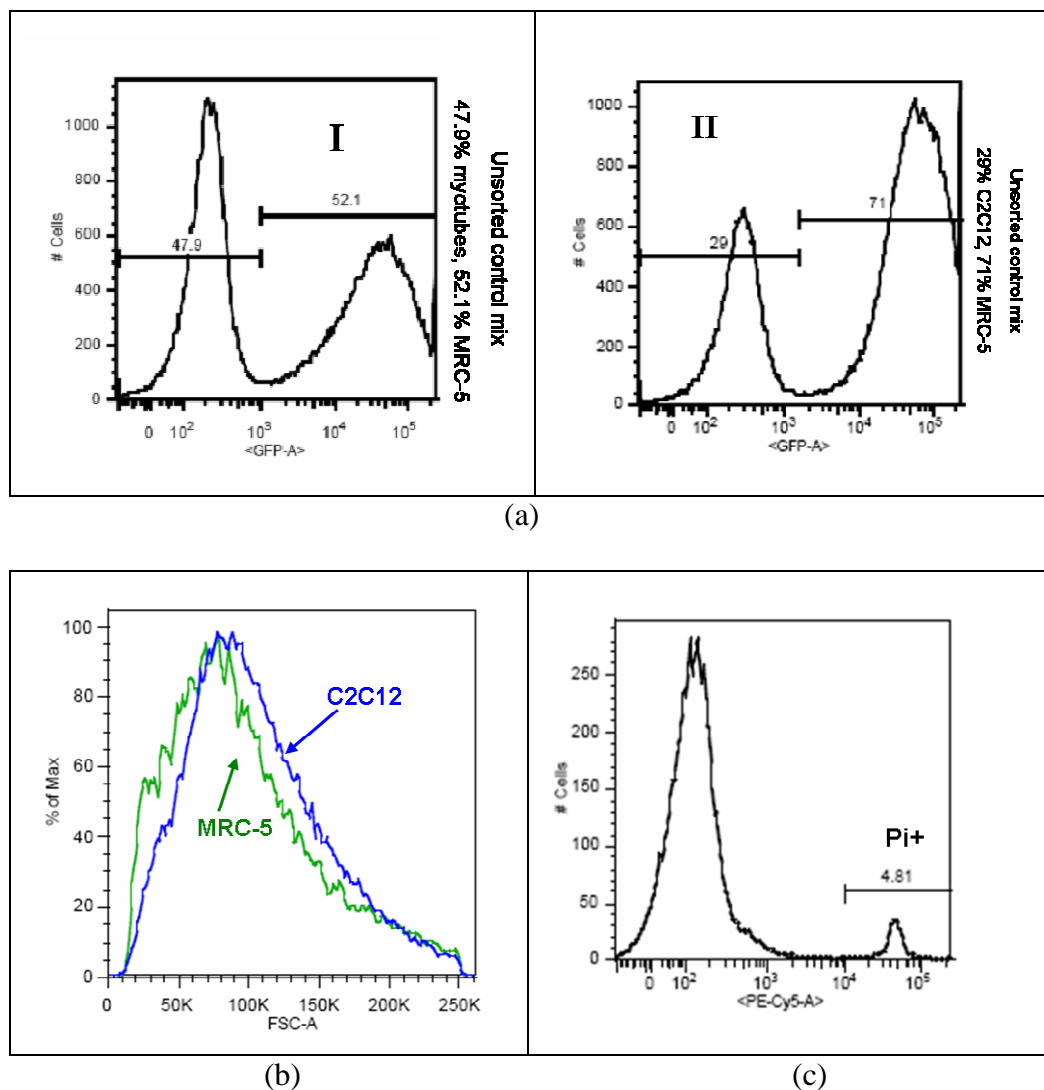 1000
800
600
400
200
0
# Cells
I
52.1
47.9
0 10² 10³ 10⁴ 10⁵
<GFP-A>
Unsorted control mix
47.9% myotubes, 52.1% MRC-5
1000
800
600
400
200
0
# Cells
II
71
29
0 10² 10³ 10⁴ 10⁵
<GFP-A>
Unsorted control mix
29% C2C12, 71% MRC-5
(a)
100
80
60
40
20
0
% of Max
C2C12
MRC-5
0 50K 100K 150K 200K 250K
FSC-A
(b)
250
200
150
100
50
0
# Cells
Pi+
4.81
0 10² 10³ 10⁴ 10⁵
<PE-Cy5-A>
(c)